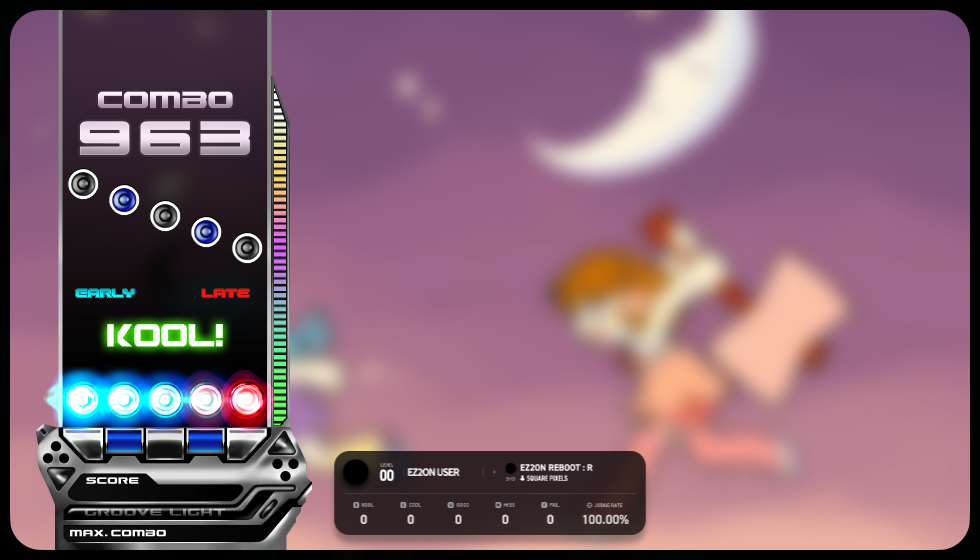 COMBO
963
EARLY LATE
KOOL!
SCORE
GROOVE LIGHT
MAX.COMBO
LEVEL
00 EZ2ON USER EZ2ON REBOOT : R
SQUARE PIXELS
KOOL COOL GOOD MISS FAIL JUDGE RATE
0 0 0 0 0 100.00%